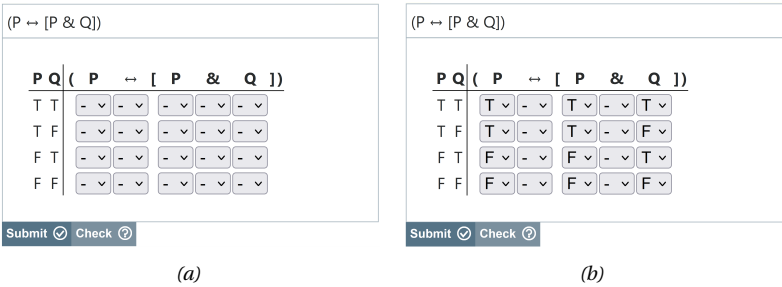 (P ↔ [P & Q])
P Q ( P ↔ [ P & Q ])
T T - - - - -
T F - - - - -
F T - - - - -
F F - - - - -
Submit Check ?
(a)
(P ↔ [P & Q])
P Q ( P ↔ [ P & Q ])
T T T - T - T
T F T - T - F
F T F - F - T
F F F - F - F
Submit Check ?
(b)